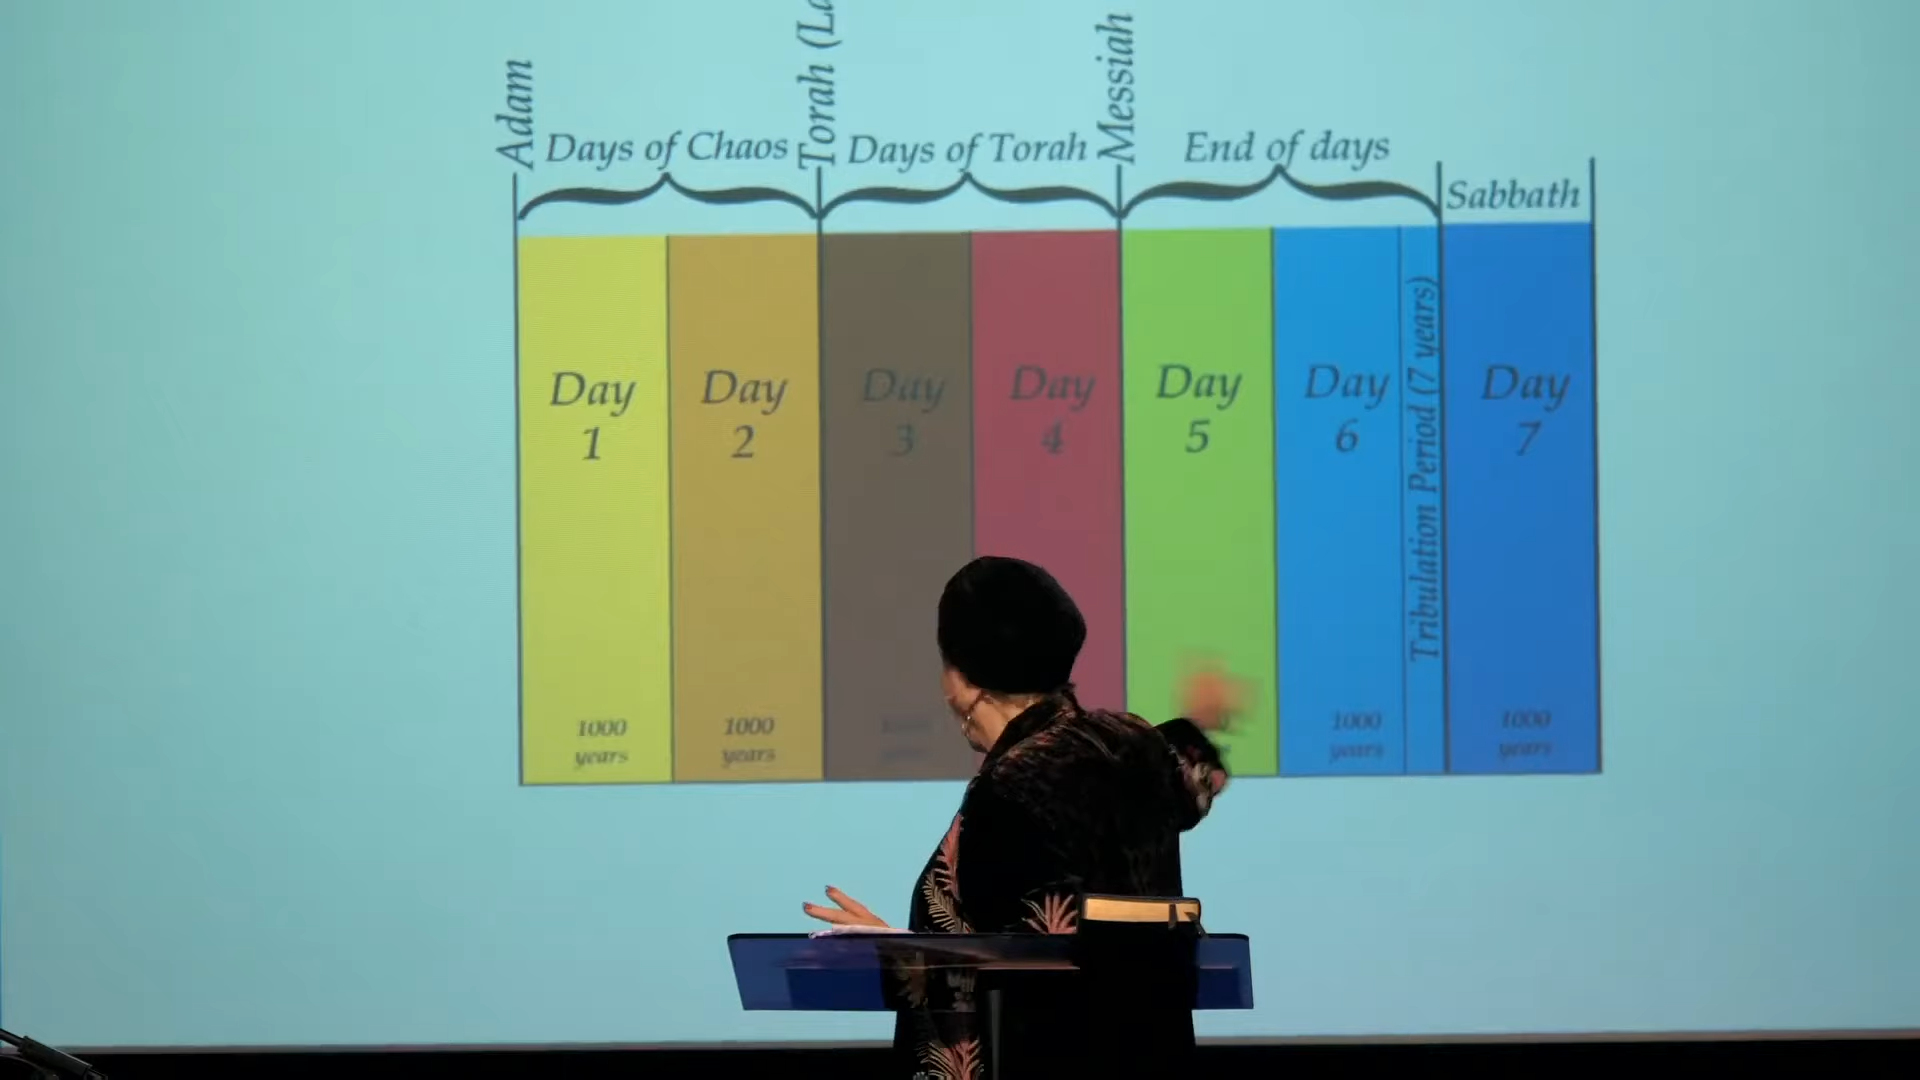 Adam
Days of Chaos
Torah
Days of Torah
Messiah
End of days
Sabbath
Day
1
Day
2
Day
3
Day
4
Day
5
Day
6
Tribulation Period (7 years)
Day
7
1000
years
1000
years
1000
years
1000
years